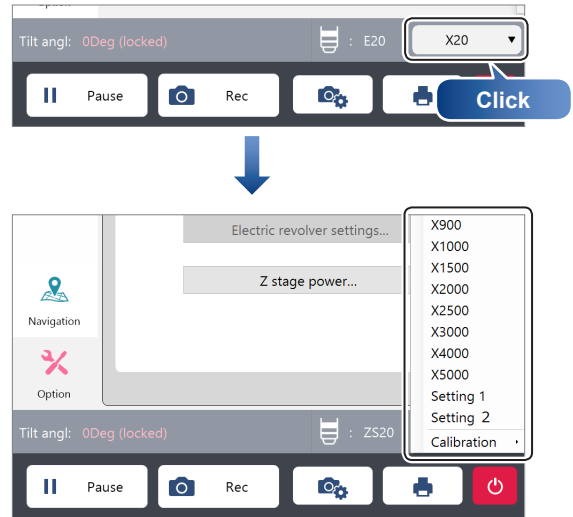 Tilt angl: 0Deg (locked)
: E20
X20
Pause
Rec
Click
Electric revolver settings...
Z stage power...
Navigation
Option
X900
X1000
X1500
X2000
X2500
X3000
X4000
X5000
Setting 1
Setting 2
Calibration
Tilt angl: 0Deg (locked)
: ZS20
Pause
Rec